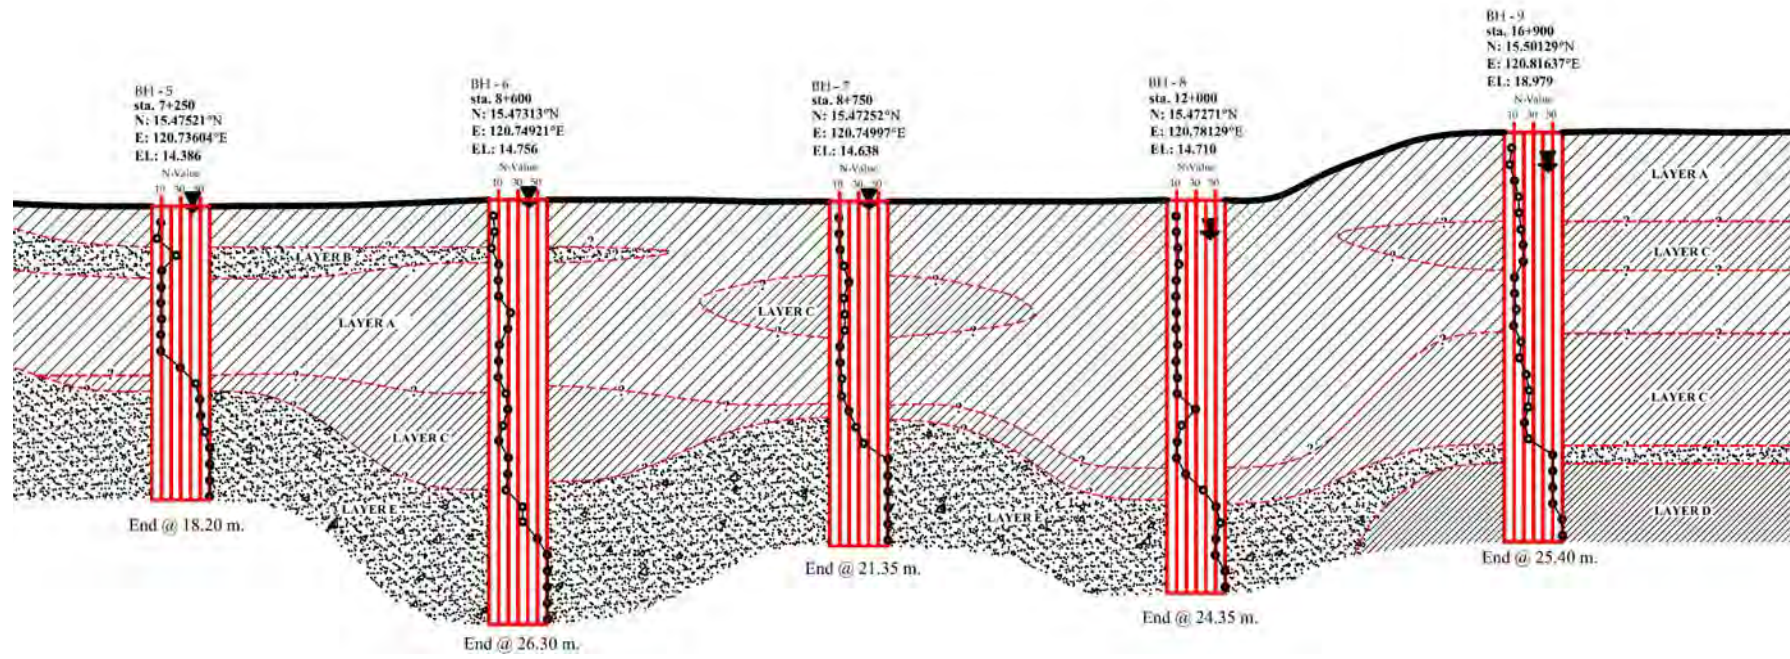 BH - 5
sta. 7+250
N: 15.47521°N
E: 120.73604°E
EL: 14.386
N-Value
10 30 50
BH - 6
sta. 8+600
N: 15.47313°N
E: 120.74921°E
EL: 14.756
N-Value
10 30 50
BH - 7
sta. 8+750
N: 15.47252°N
E: 120.74997°E
EL: 14.638
N-Value
10 30 50
BH - 8
sta. 12+000
N: 15.47271°N
E: 120.78129°E
EL: 14.710
N-Value
10 30 50
BH - 9
sta. 16+900
N: 15.50129°N
E: 120.81637°E
EL: 18.979
N-Value
10 30 50
LAYER A
LAYER B
LAYER C
LAYER C
LAYER A
LAYER C
LAYER C
LAYER E
LAYER E
LAYER D
End @ 18.20 m.
End @ 26.30 m.
End @ 21.35 m.
End @ 24.35 m.
End @ 25.40 m.